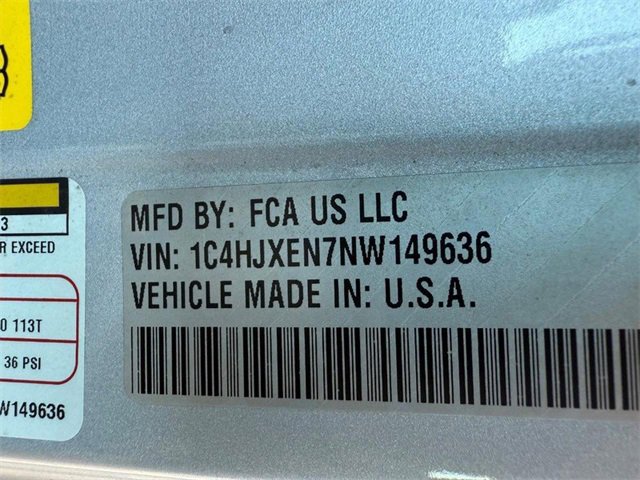 MFD BY: FCA US LLC
VIN: 1C4HJXEN7NW149636
VEHICLE MADE IN: U.S.A.
3
R EXCEED
0 113T
36 PSI
W149636